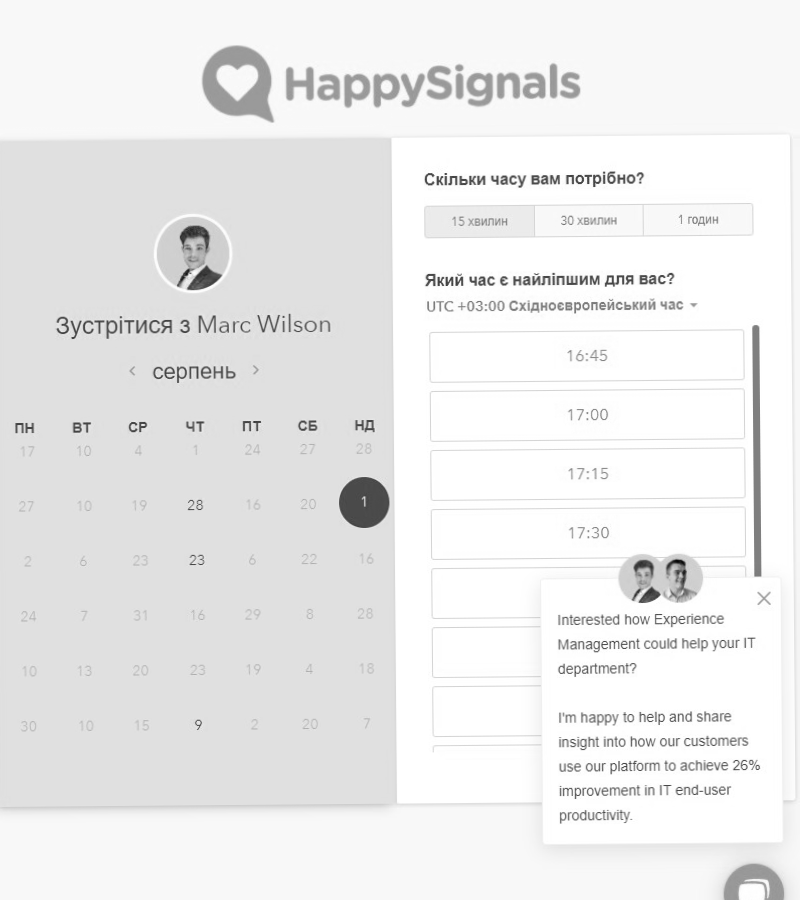 HappySignals
Зустрітися з Marc Wilson
серпень
ПН ВТ СР ЧТ ПТ СБ НД
17 10 4 1 24 27 28
27 10 19 28 16 20 1
2 6 23 23 6 22 16
24 7 31 16 29 8 28
10 13 20 23 19 4 18
30 10 15 9 2 20 7
Скільки часу вам потрібно?
15 хвилин 30 хвилин 1 годин
Який час є найліпшим для вас?
UTC +03:00 Східноєвропейський час
16:45
17:00
17:15
17:30
Interested how Experience
Management could help your IT
department?
I'm happy to help and share
insight into how our customers
use our platform to achieve 26%
improvement in IT end-user
productivity.